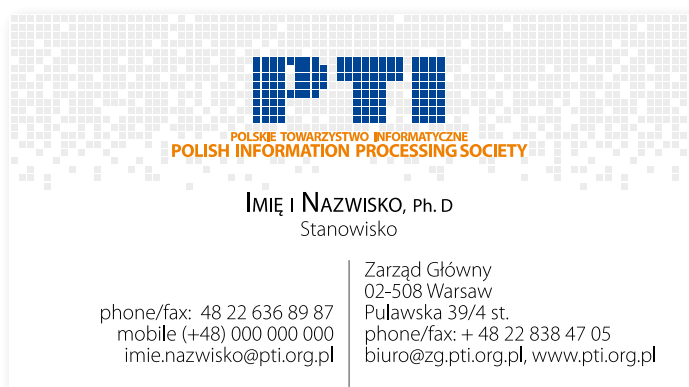 PTI
POLSKIE TOWARZYSTWO INFORMATYCZNE
POLISH INFORMATION PROCESSING SOCIETY
IMIĘ I NAZWISKO, Ph. D
Stanowisko
phone/fax: 48 22 636 89 87
mobile (+48) 000 000 000
imie.nazwisko@pti.org.pl
Zarząd Główny
02-508 Warsaw
Pulawska 39/4 st.
phone/fax: + 48 22 838 47 05
biuro@zg.pti.org.pl, www.pti.org.pl